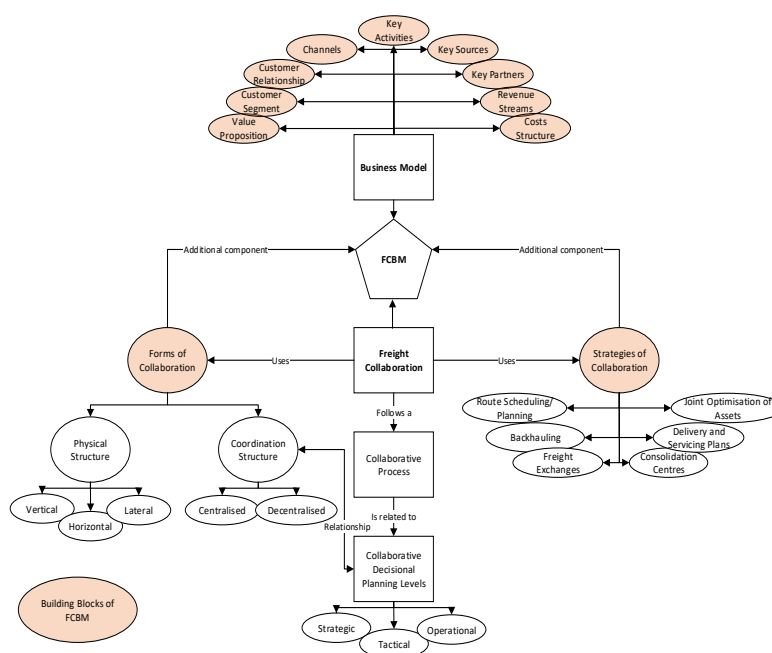 Key
Activities
Channels
Key Sources
Customer
Relationship
Key Partners
Customer
Segment
Revenue
Streams
Value
Proposition
Costs
Structure
Business Model
Additional component
FCBM
Additional component
Forms of
Collaboration
Uses
Freight
Collaboration
Uses
Strategies of
Collaboration
Follows a
Route Scheduling/
Planning
Joint Optimisation of
Assets
Physical
Structure
Coordination
Structure
Collaborative
Process
Backhauling
Delivery and
Servicing Plans
Freight
Exchanges
Consolidation
Centres
Vertical
Horizontal
Lateral
Centralised
Decentralised
Is related to
Relationship
Collaborative
Decisional
Planning Levels
Building Blocks of
FCBM
Strategic
Tactical
Operational